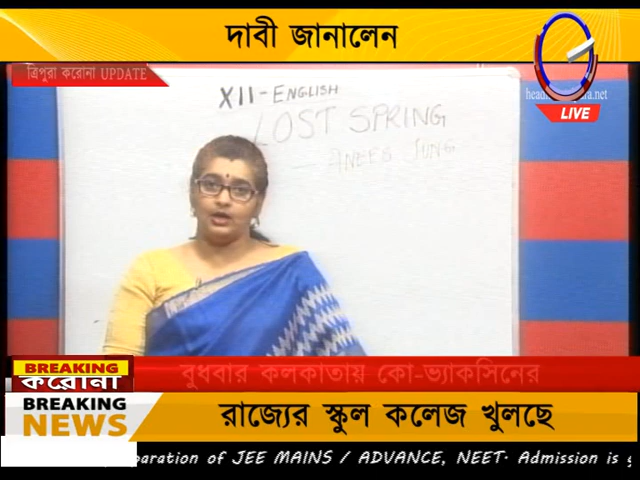 দাবী জানালেন
ত্রিপুরা করোনা UPDATE
LIVE
XII-ENGLISH
LOST SPRING
ANEES JUNG
BREAKING
করোনা
বুধবার কলকাতায় কো-ভ্যাকসিনের
BREAKING
NEWS
রাজ্যের স্কুল কলেজ খুলছে
of JEE MAINS / ADVANCE, NEET. Admission is